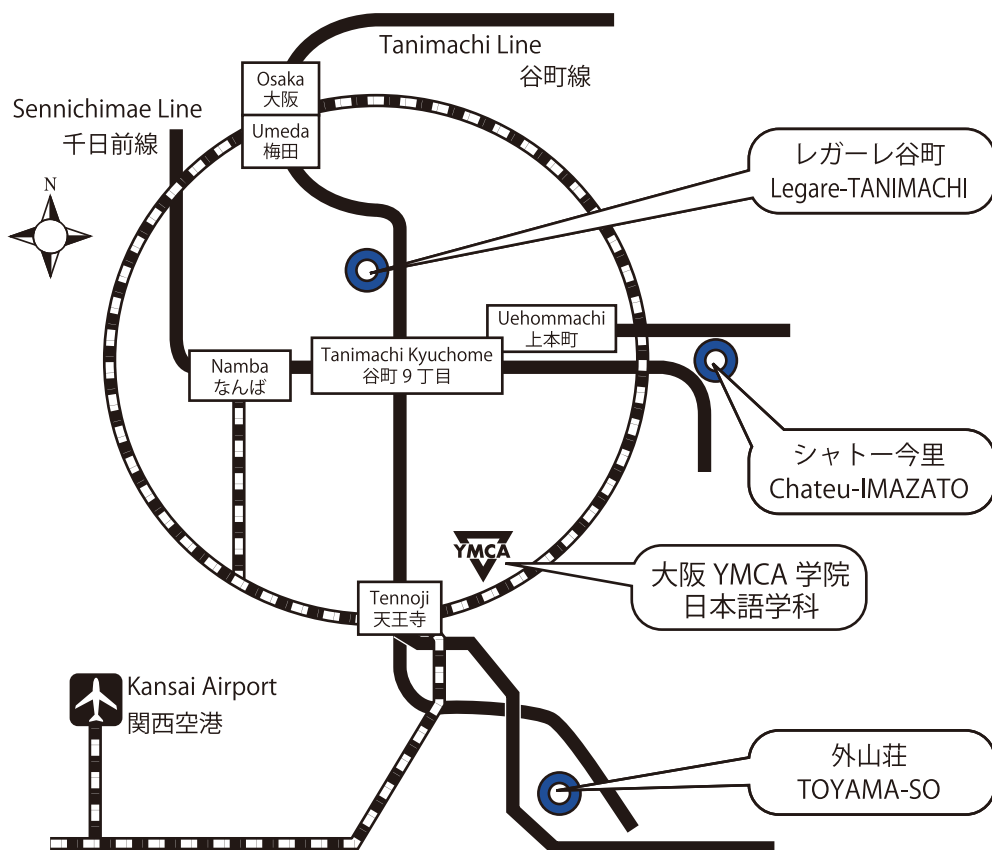 Tanimachi Line
谷町線
Osaka
大阪
Umeda
梅田
Sennichimae Line
千日前線
N
レガーレ谷町
Legare-TANIMACHI
Uehommachi
上本町
Tanimachi Kyuchome
谷町9丁目
Namba
なんば
シャトー今里
Chateu-IMAZATO
YMCA
大阪 YMCA 学院
日本語学科
Tennoji
天王寺
Kansai Airport
関西空港
外山荘
TOYAMA-SO